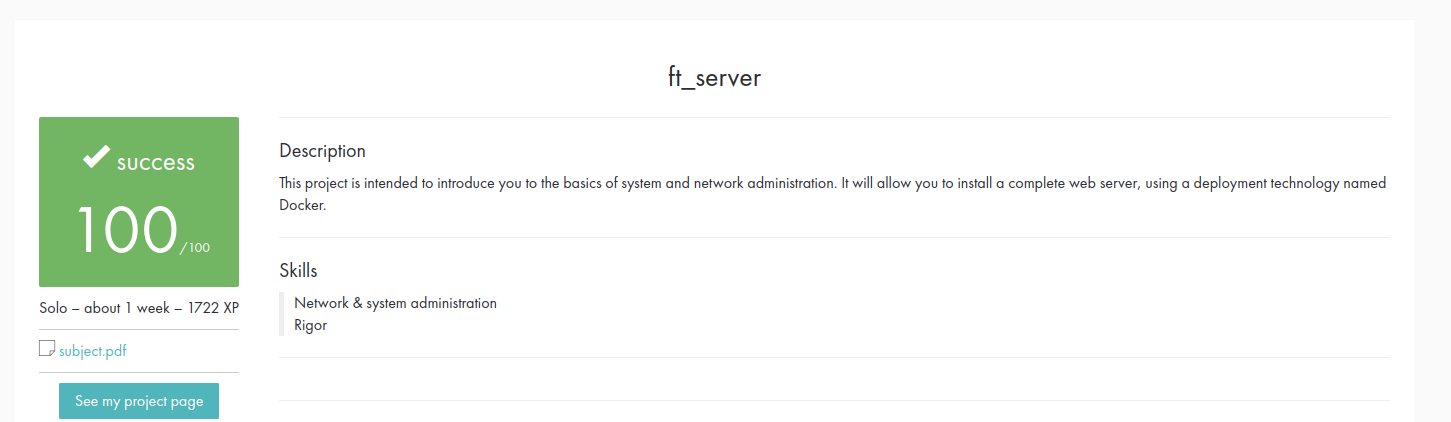 ft_server
success
100/100
Solo – about 1 week – 1722 XP
subject.pdf
See my project page
Description
This project is intended to introduce you to the basics of system and network administration. It will allow you to install a complete web server, using a deployment technology named
Docker.
Skills
Network & system administration
Rigor